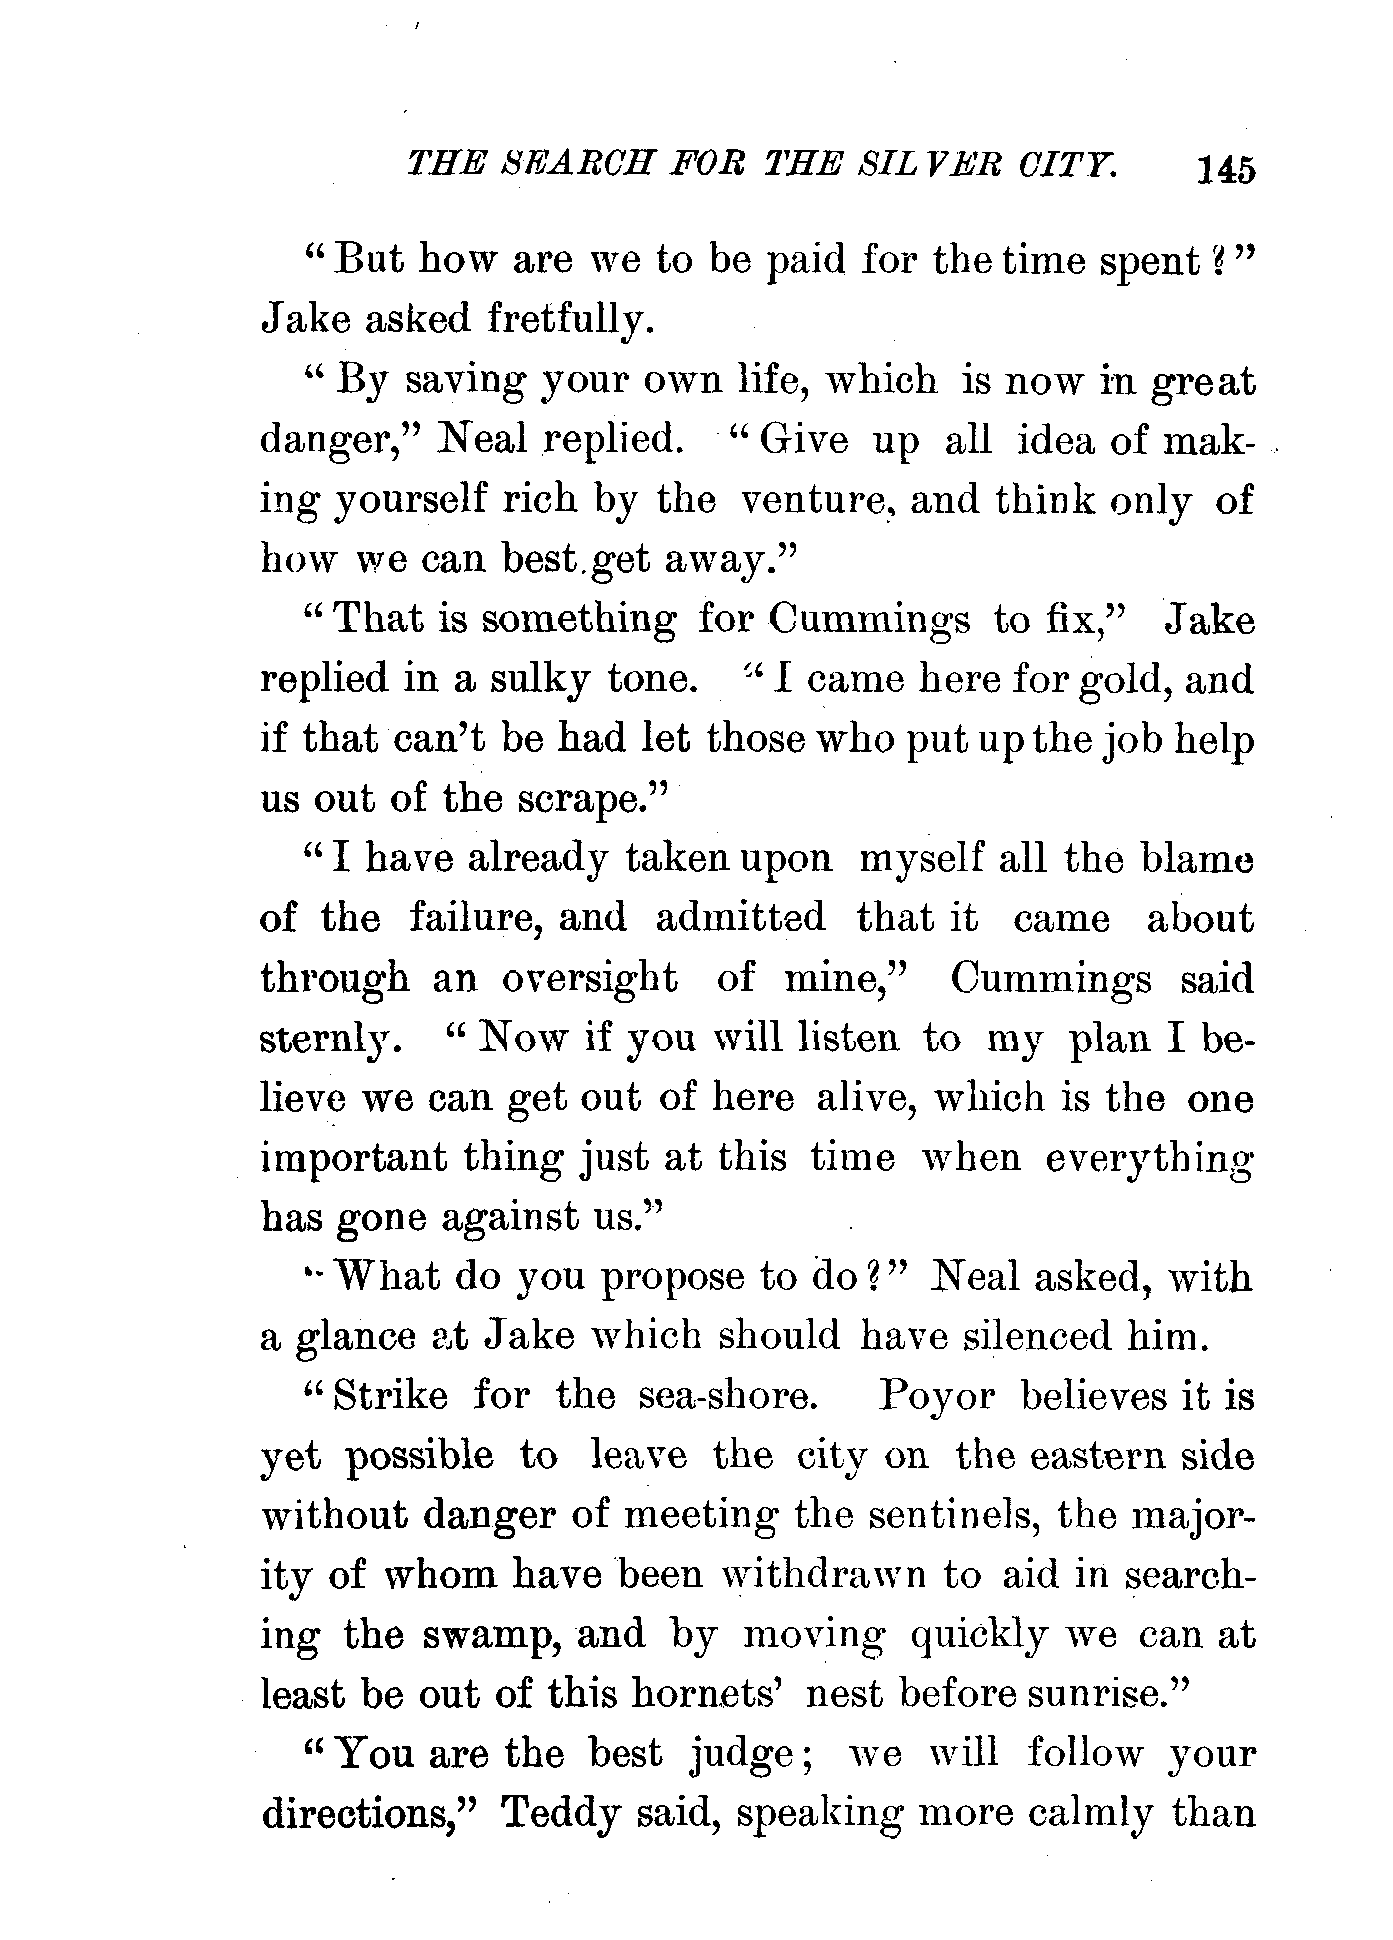 THE SEARCH FOR THE SILVER CITY. 145
“But how are we to be paid for the time spent?”
Jake asked fretfully.
“By saving your own life, which is now in great
danger,” Neal replied. “Give up all idea of mak-
ing yourself rich by the venture, and think only of
how we can best get away.”
“That is something for Cummings to fix,” Jake
replied in a sulky tone. “I came here for gold, and
if that can’t be had let those who put up the job help
us out of the scrape.”
“I have already taken upon myself all the blame
of the failure, and admitted that it came about
through an oversight of mine,” Cummings said
sternly. “Now if you will listen to my plan I be-
lieve we can get out of here alive, which is the one
important thing just at this time when everything
has gone against us.”
“What do you propose to do?” Neal asked, with
a glance at Jake which should have silenced him.
“Strike for the sea-shore. Poyor believes it is
yet possible to leave the city on the eastern side
without danger of meeting the sentinels, the major-
ity of whom have been withdrawn to aid in search-
ing the swamp, and by moving quickly we can at
least be out of this hornets’ nest before sunrise.”
“You are the best judge; we will follow your
directions,” Teddy said, speaking more calmly than